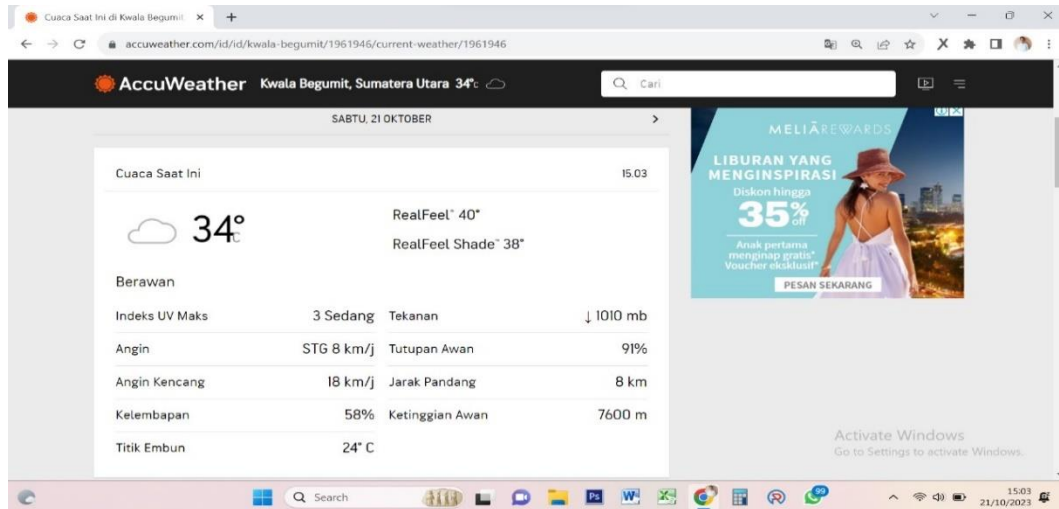 Cuaca Saat Ini di Kwala Begumit,
accuweather.com/id/id/kwala-begumit/1961946/current-weather/1961946
AccuWeather Kwala Begumit, Sumatera Utara 34°C
Cari
SABTU, 21 OKTOBER
Cuaca Saat Ini 15.03
34°C
RealFeel® 40°
RealFeel Shade™ 38°
Berawan
Indeks UV Maks 3 Sedang Tekanan ↓ 1010 mb
Angin STG 8 km/j Tutupan Awan 91%
Angin Kencang 18 km/j Jarak Pandang 8 km
Kelembapan 58% Ketinggian Awan 7600 m
Titik Embun 24° C
MELIÁREWARDS
LIBURAN YANG
MENGINSPIRASI
Diskon hingga
35% off
Anak pertama
menginap gratis*
Voucher eksklusif*
PESAN SEKARANG
Activate Windows
Go to Settings to activate Windows.
Search
Ps
W
99
15:03
21/10/2023